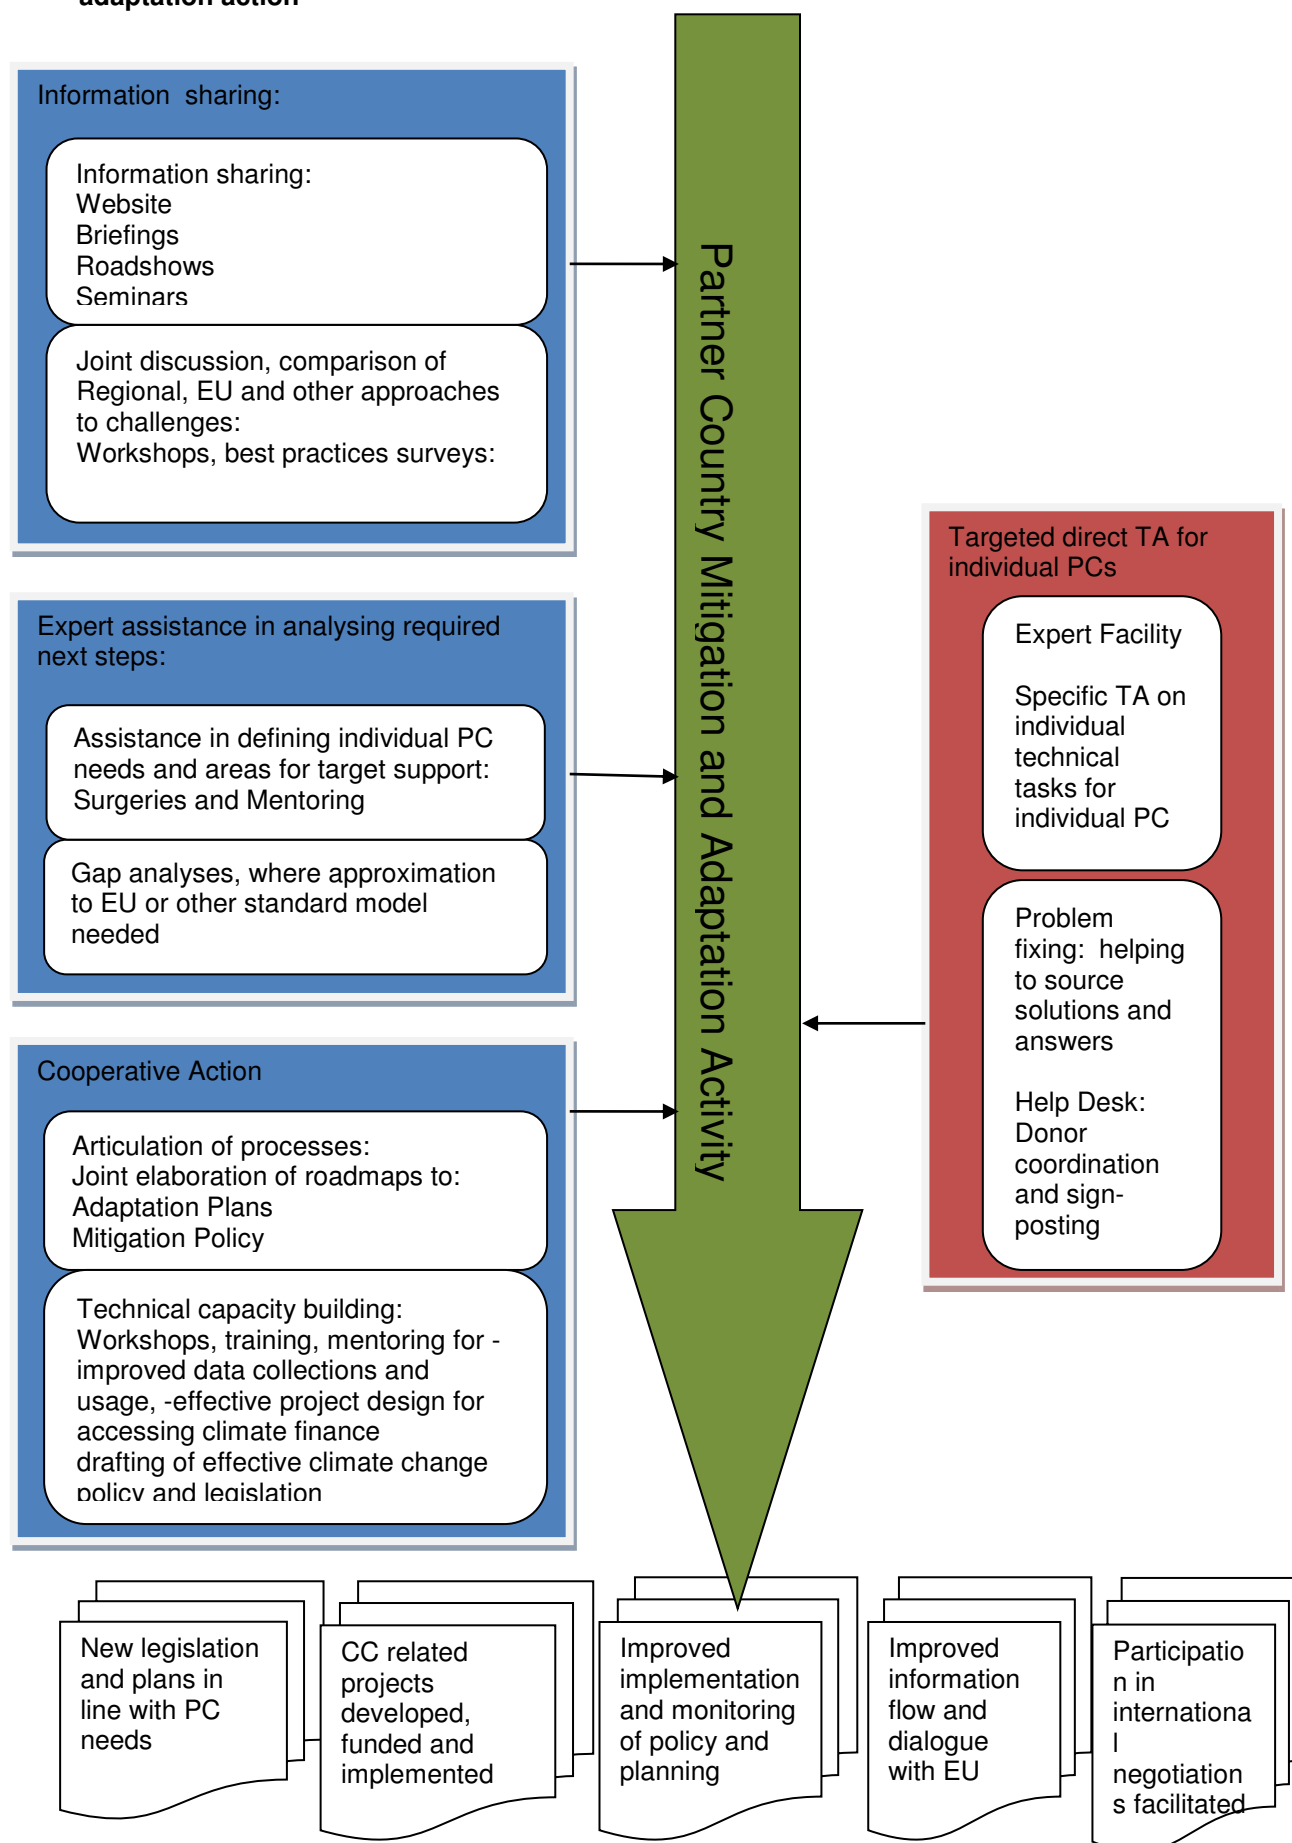 adaptation action
Information  sharing:
Information sharing:
Website
Briefings
Roadshows
Seminars
Joint discussion, comparison of
Regional, EU and other approaches
to challenges:
Workshops, best practices surveys:
Expert assistance in analysing required
next steps:
Assistance in defining individual PC
needs and areas for target support:
Surgeries and Mentoring
Gap analyses, where approximation
to EU or other standard model
needed
Cooperative Action
Articulation of processes:
Joint elaboration of roadmaps to:
Adaptation Plans
Mitigation Policy
Technical capacity building:
Workshops, training, mentoring for -
improved data collections and
usage, -effective project design for
accessing climate finance
drafting of effective climate change
policy and legislation
Partner Country Mitigation and Adaptation Activity
Targeted direct TA for
individual PCs
Expert Facility
Specific TA on
individual
technical
tasks for
individual PC
Problem
fixing:  helping
to source
solutions and
answers
Help Desk:
Donor
coordination
and sign-
posting
New legislation
and plans in
line with PC
needs
CC related
projects
developed,
funded and
implemented
Improved
implementation
and monitoring
of policy and
planning
Improved
information
flow and
dialogue
with EU
Participatio
n in
internationa
l
negotiation
s facilitated